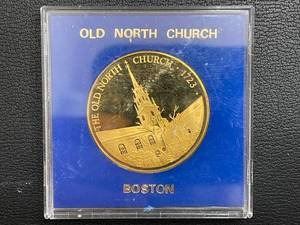 OLD NORTH CHURCH
THE OLD NORTH · CHURCH · 1723 ·
BOSTON